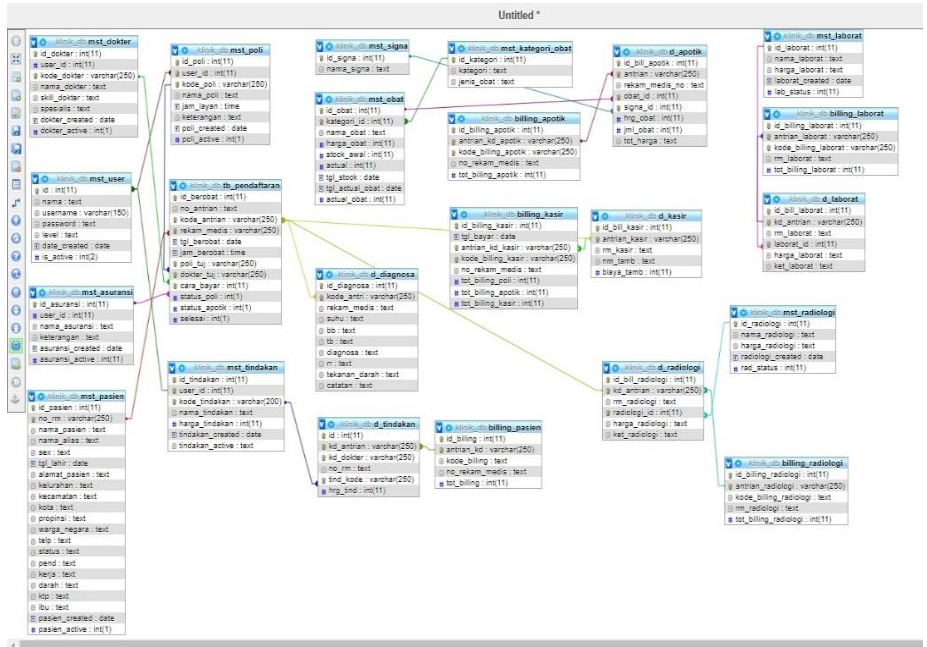 Untitled *
klinik_db mst_dokter
id_dokter : int(11)
user_id : int(11)
kode_dokter : varchar(250)
nama_dokter : text
skill_dokter : text
spesialis : text
dokter_created : date
dokter_active : int(1)
klinik_db mst_poli
id_poli : int(11)
user_id : int(11)
kode_poli : varchar(250)
nama_poli : text
jam_layan : time
keterangan : text
poli_created : date
poli_active : int(1)
klinik_db mst_signa
id_signa : int(11)
nama_signa : text
klinik_db mst_kategori_obat
id_kategori : int(11)
kategori : text
jenis_obat : text
klinik_db d_apotik
id_bill_apotik : int(11)
antrian : varchar(250)
rekam_medis_no : text
obat_id : int(11)
signa_id : int(11)
hrg_obat : int(11)
jml_obat : int(11)
tot_harga : text
klinik_db mst_laborat
id_laborat : int(11)
nama_laborat : text
harga_laborat : text
laborat_created : date
lab_status : int(11)
klinik_db mst_obat
id_obat : int(11)
kategori_id : int(11)
nama_obat : text
harga_obat : int(11)
stock_awal : int(11)
actual : int(11)
tgl_stock : date
tgl_actual_obat : date
actual_obat : int(11)
klinik_db billing_apotik
id_billing_apotik : int(11)
antrian_kd_apotik : varchar(250)
kode_billing_apotik : text
no_rekam_medis : text
tot_billing_apotik : int(11)
klinik_db billing_laborat
id_billing_laborat : int(11)
antrian_laborat : varchar(250)
kode_billing_laborat : varchar(250)
rm_laborat : text
tot_billing_laborat : int(11)
klinik_db mst_user
id : int(11)
nama : text
username : varchar(150)
password : text
level : text
date_created : date
is_active : int(2)
klinik_db tb_pendaftaran
id_berobat : int(11)
no_antrian : text
kode_antrian : varchar(250)
rekam_medis : varchar(250)
tgl_berobat : date
jam_berobat : time
poli_tuj : varchar(250)
dokter_tuj : varchar(250)
cara_bayar : int(11)
status_poli : int(1)
status_apotik : int(1)
selesai : int(1)
klinik_db billing_kasir
id_billing_kasir : int(11)
tgl_bayar : date
antrian_kd_kasir : varchar(250)
kode_billing_kasir : varchar(250)
no_rekam_medis : text
tot_billing_poli : int(11)
tot_billing_apotik : int(11)
tot_billing_kasir : int(11)
klinik_db d_kasir
id_bill_kasir : int(11)
antrian_kasir : varchar(250)
rm_kasir : text
nm_tamb : text
biaya_tamb : int(11)
klinik_db d_laborat
id_bill_laborat : int(11)
kd_antrian : varchar(250)
rm_laborat : text
laborat_id : int(11)
harga_laborat : text
ket_laborat : text
klinik_db mst_asuransi
id_asuransi : int(11)
user_id : int(11)
nama_asuransi : text
keterangan : text
asuransi_created : date
asuransi_active : int(11)
klinik_db d_diagnosa
id_diagnosa : int(11)
kode_antri : varchar(250)
rekam_medis : text
suhu : text
bb : text
tb : text
diagnosa : text
rr : text
tekanan_darah : text
catatan : text
klinik_db mst_radiologi
id_radiologi : int(11)
nama_radiologi : text
harga_radiologi : text
radiologi_created : date
rad_status : int(11)
klinik_db mst_tindakan
id_tindakan : int(11)
user_id : int(11)
kode_tindakan : varchar(200)
nama_tindakan : text
harga_tindakan : int(11)
tindakan_created : date
tindakan_active : text
klinik_db d_radiologi
id_bill_radiologi : int(11)
kd_antrian : varchar(250)
rm_radiologi : text
radiologi_id : int(11)
harga_radiologi : text
ket_radiologi : text
klinik_db mst_pasien
id_pasien : int(11)
no_rm : varchar(250)
nama_pasien : text
nama_alias : text
sex : text
tgl_lahir : date
alamat_pasien : text
kelurahan : text
kecamatan : text
kota : text
propinsi : text
warga_negara : text
telp : text
status : text
pend : text
kerja : text
darah : text
ktp : text
ibu : text
pasien_created : date
pasien_active : int(1)
klinik_db d_tindakan
id : int(11)
kd_antrian : varchar(250)
kd_dokter : varchar(250)
no_rm : text
tind_kode : varchar(250)
hrg_tind : int(11)
klinik_db billing_pasien
id_billing : int(11)
antrian_kd : varchar(250)
kode_billing : text
no_rekam_medis : text
tot_billing : int(11)
klinik_db billing_radiologi
id_billing_radiologi : int(11)
antrian_radiologi : varchar(250)
kode_billing_radiologi : text
rm_radiologi : text
tot_billing_radiologi : int(11)